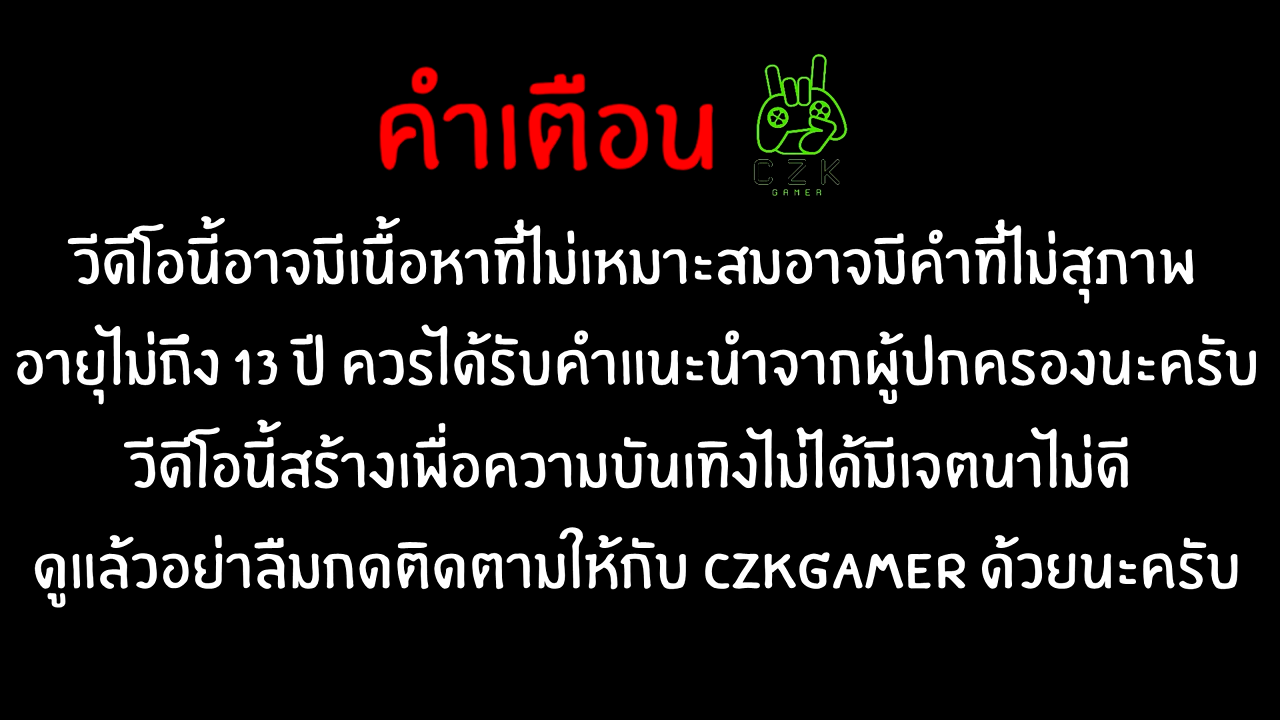 คำเตือน
CZK
GAMER
วีดีโอนี้อาจมีเนื้อหาที่ไม่เหมาะสมอาจมีคำที่ไม่สุภาพ
อายุไม่ถึง 13 ปี ควรได้รับคำแนะนำจากผู้ปกครองนะครับ
วีดีโอนี้สร้างเพื่อความบันเทิงไม่ได้มีเจตนาไม่ดี
ดูแล้วอย่าลืมกดติดตามให้กับ CZKGAMER ด้วยนะครับ